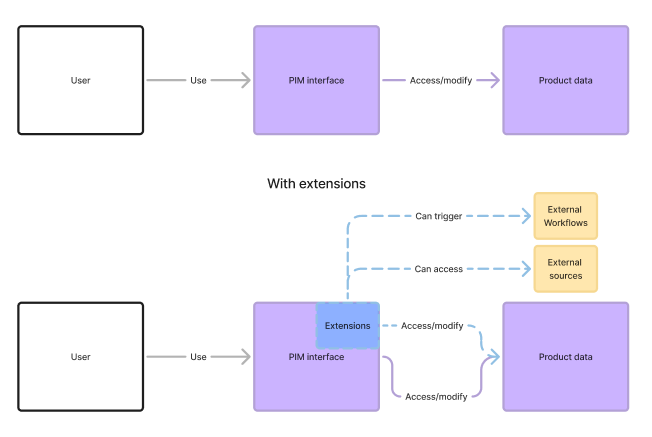 User
Use
PIM interface
Access/modify
Product data
With extensions
External
Workflows
Can trigger
External
sources
Can access
Extensions
Access/modify
User
Use
PIM interface
Product data
Access/modify